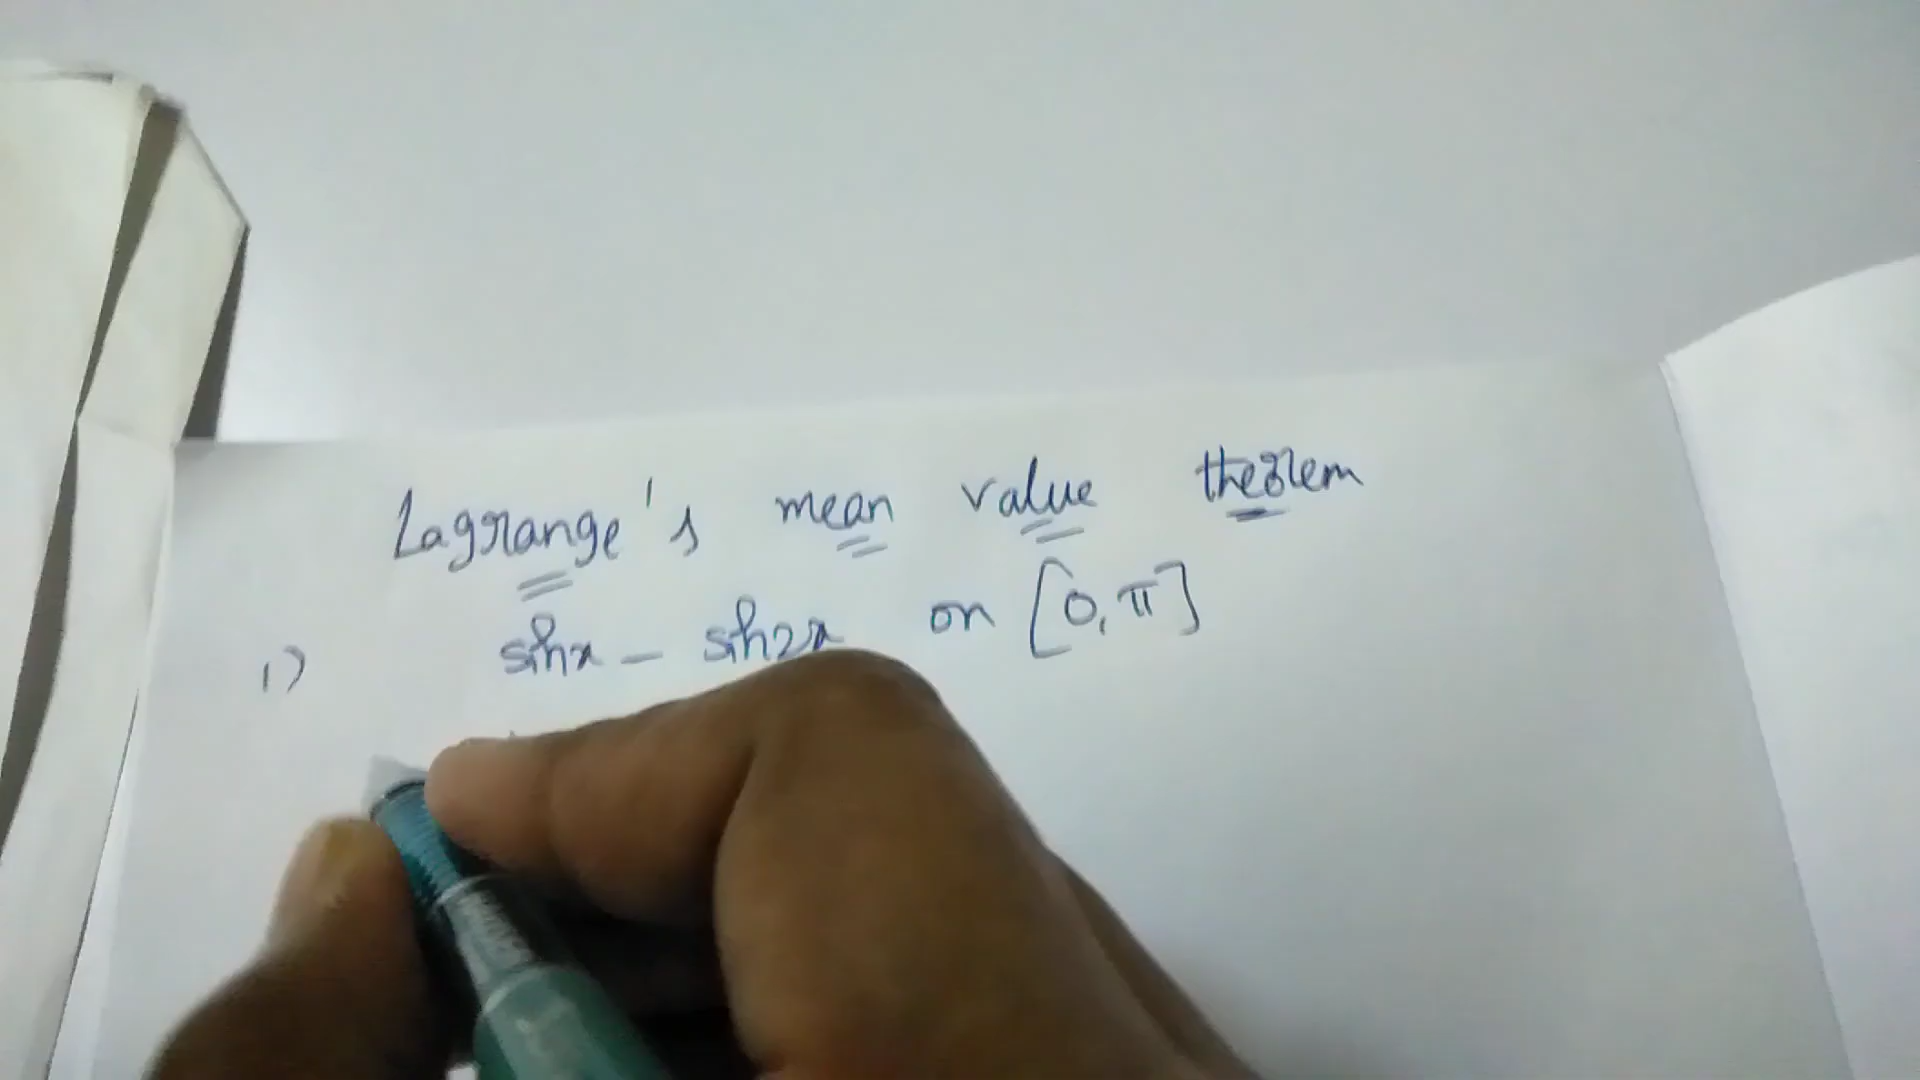 Lagrange's mean value theorem
1) sinx - sin2x on [0, π]